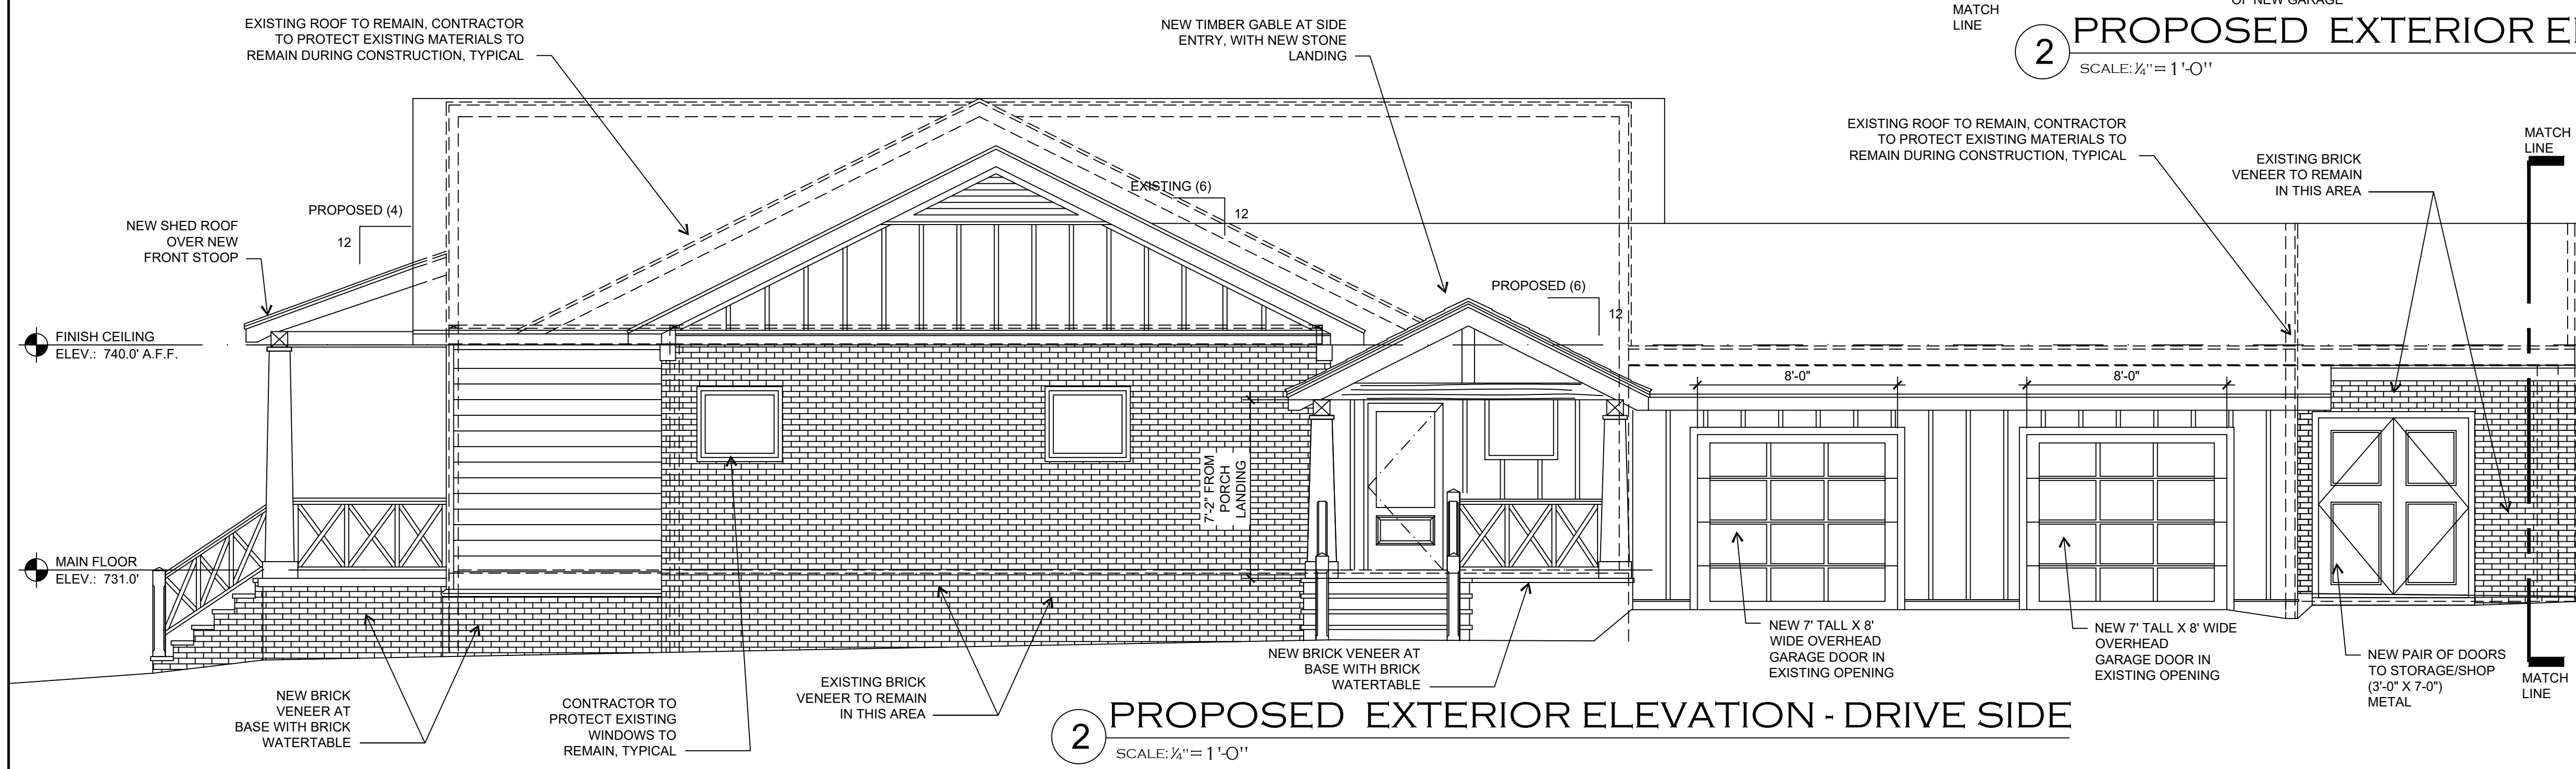 EXISTING ROOF TO REMAIN, CONTRACTOR
TO PROTECT EXISTING MATERIALS TO
REMAIN DURING CONSTRUCTION, TYPICAL
NEW TIMBER GABLE AT SIDE
ENTRY, WITH NEW STONE
LANDING
MATCH
LINE
OF NEW GARAGE
2
PROPOSED EXTERIOR
SCALE: ¼"= 1'-0"
EXISTING ROOF TO REMAIN, CONTRACTOR
TO PROTECT EXISTING MATERIALS TO
REMAIN DURING CONSTRUCTION, TYPICAL
MATCH
LINE
EXISTING BRICK
VENEER TO REMAIN
IN THIS AREA
PROPOSED (4)
12
EXISTING (6)
12
NEW SHED ROOF
OVER NEW
FRONT STOOP
PROPOSED (6)
12
FINISH CEILING
ELEV.: 740.0' A.F.F.
8'-0"
8'-0"
7'-2" FROM
PORCH
LANDING
MAIN FLOOR
ELEV.: 731.0'
NEW BRICK
VENEER AT
BASE WITH BRICK
WATERTABLE
CONTRACTOR TO
PROTECT EXISTING
WINDOWS TO
REMAIN, TYPICAL
EXISTING BRICK
VENEER TO REMAIN
IN THIS AREA
NEW BRICK VENEER AT
BASE WITH BRICK
WATERTABLE
NEW 7' TALL X 8'
WIDE OVERHEAD
GARAGE DOOR IN
EXISTING OPENING
NEW 7' TALL X 8' WIDE
OVERHEAD
GARAGE DOOR IN
EXISTING OPENING
NEW PAIR OF DOORS
TO STORAGE/SHOP
(3'-0" X 7-0")
METAL
MATCH
LINE
2
PROPOSED EXTERIOR ELEVATION - DRIVE SIDE
SCALE: ¼"= 1'-0"